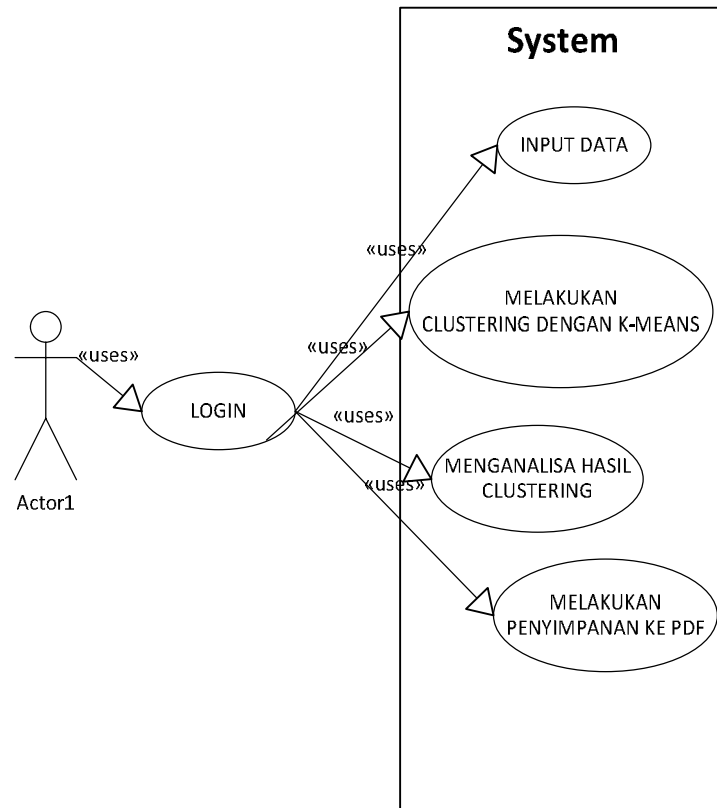 System
INPUT DATA
«uses»
MELAKUKAN
CLUSTERING DENGAN K-MEANS
«uses»
«uses»
LOGIN
«uses»
MENGANALISA HASIL
CLUSTERING
«uses»
Actor1
MELAKUKAN
PENYIMPANAN KE PDF